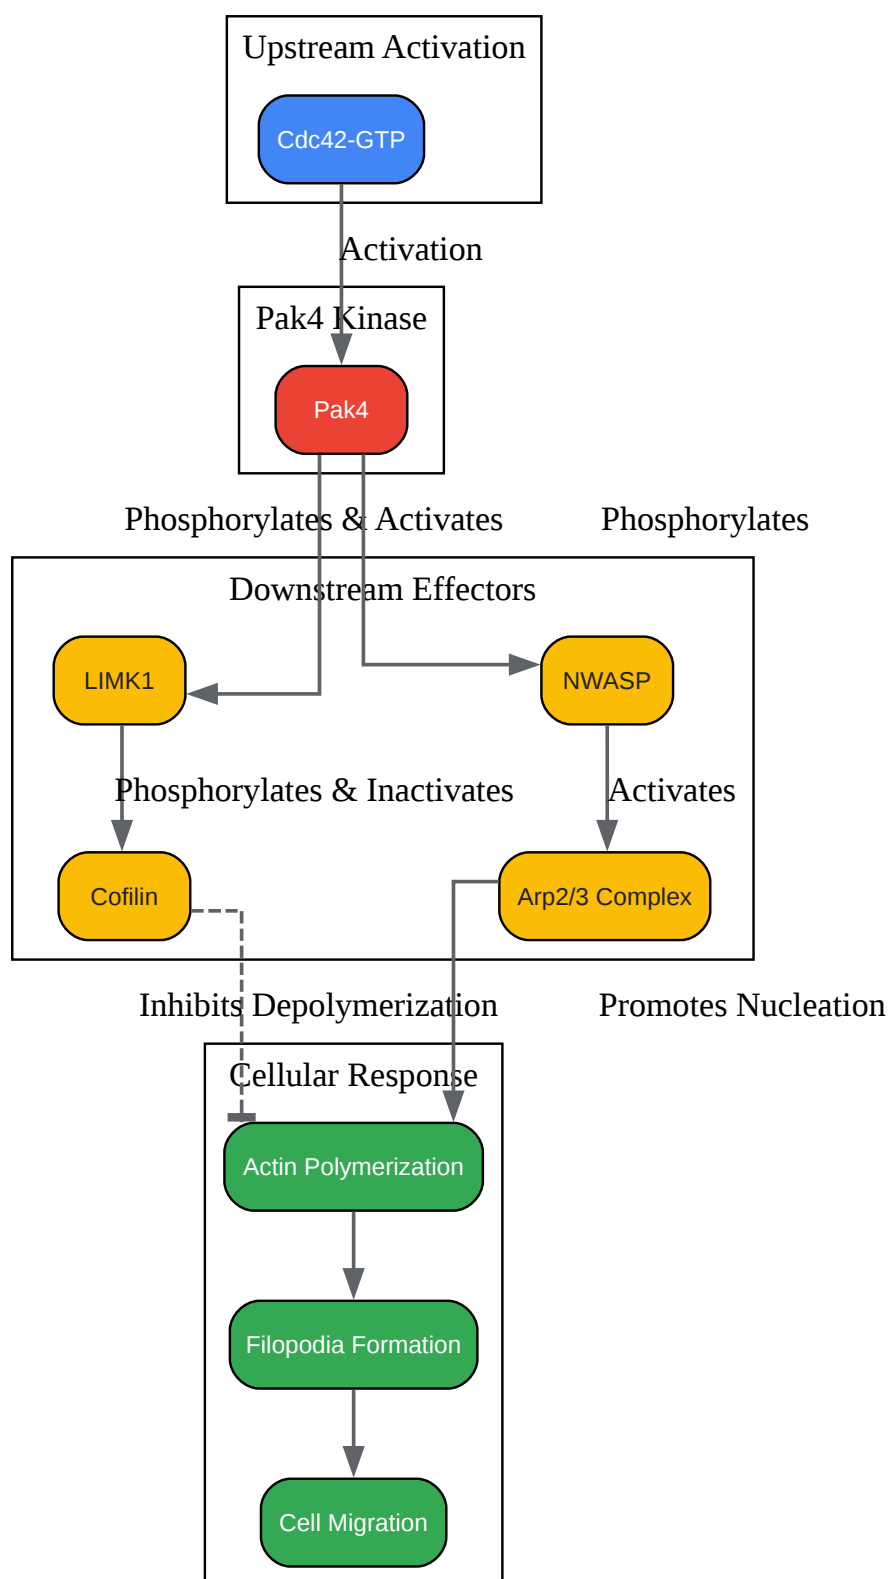 Upstream Activation
Cdc42-GTP
Activation
Pak4 Kinase
Pak4
Phosphorylates & Activates
Phosphorylates
Downstream Effectors
LIMK1
NWASP
Phosphorylates & Inactivates
Activates
Cofilin
Arp2/3 Complex
Inhibits Depolymerization
Promotes Nucleation
Cellular Response
Actin Polymerization
Filopodia Formation
Cell Migration